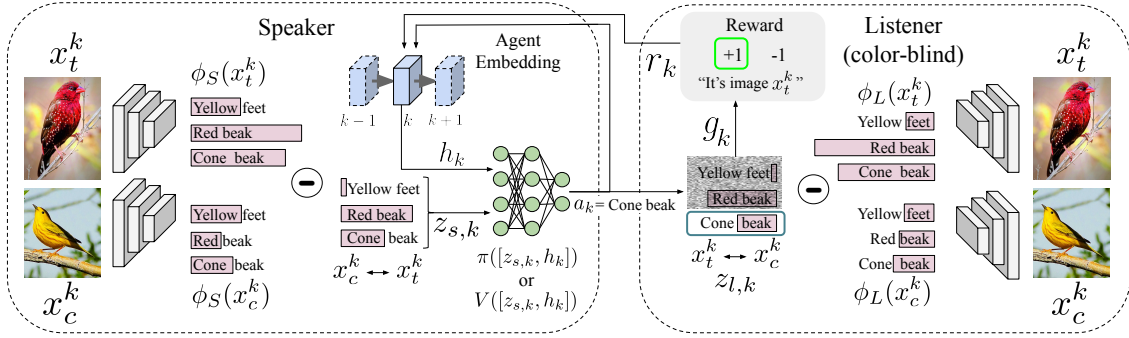 Speaker
x_t^k
ϕ_S(x_t^k)
Yellow feet
Red beak
Cone beak
Yellow feet
Red beak
Cone beak
ϕ_S(x_c^k)
x_c^k
Agent
Embedding
k − 1
k
k + 1
h_k
Yellow feet
Red beak
Cone beak
z_{s,k}
x_c^k ↔ x_t^k
π([z_{s,k}, h_k])
or
V([z_{s,k}, h_k])
a_k = Cone beak
r_k
Reward
+1 -1
“It’s image x_t^k”
g_k
Yellow feet
Red beak
Cone beak
x_t^k ↔ x_c^k
z_{l,k}
Listener
(color-blind)
x_t^k
ϕ_L(x_t^k)
Yellow feet
Red beak
Cone beak
Yellow feet
Red beak
Cone beak
ϕ_L(x_c^k)
x_c^k